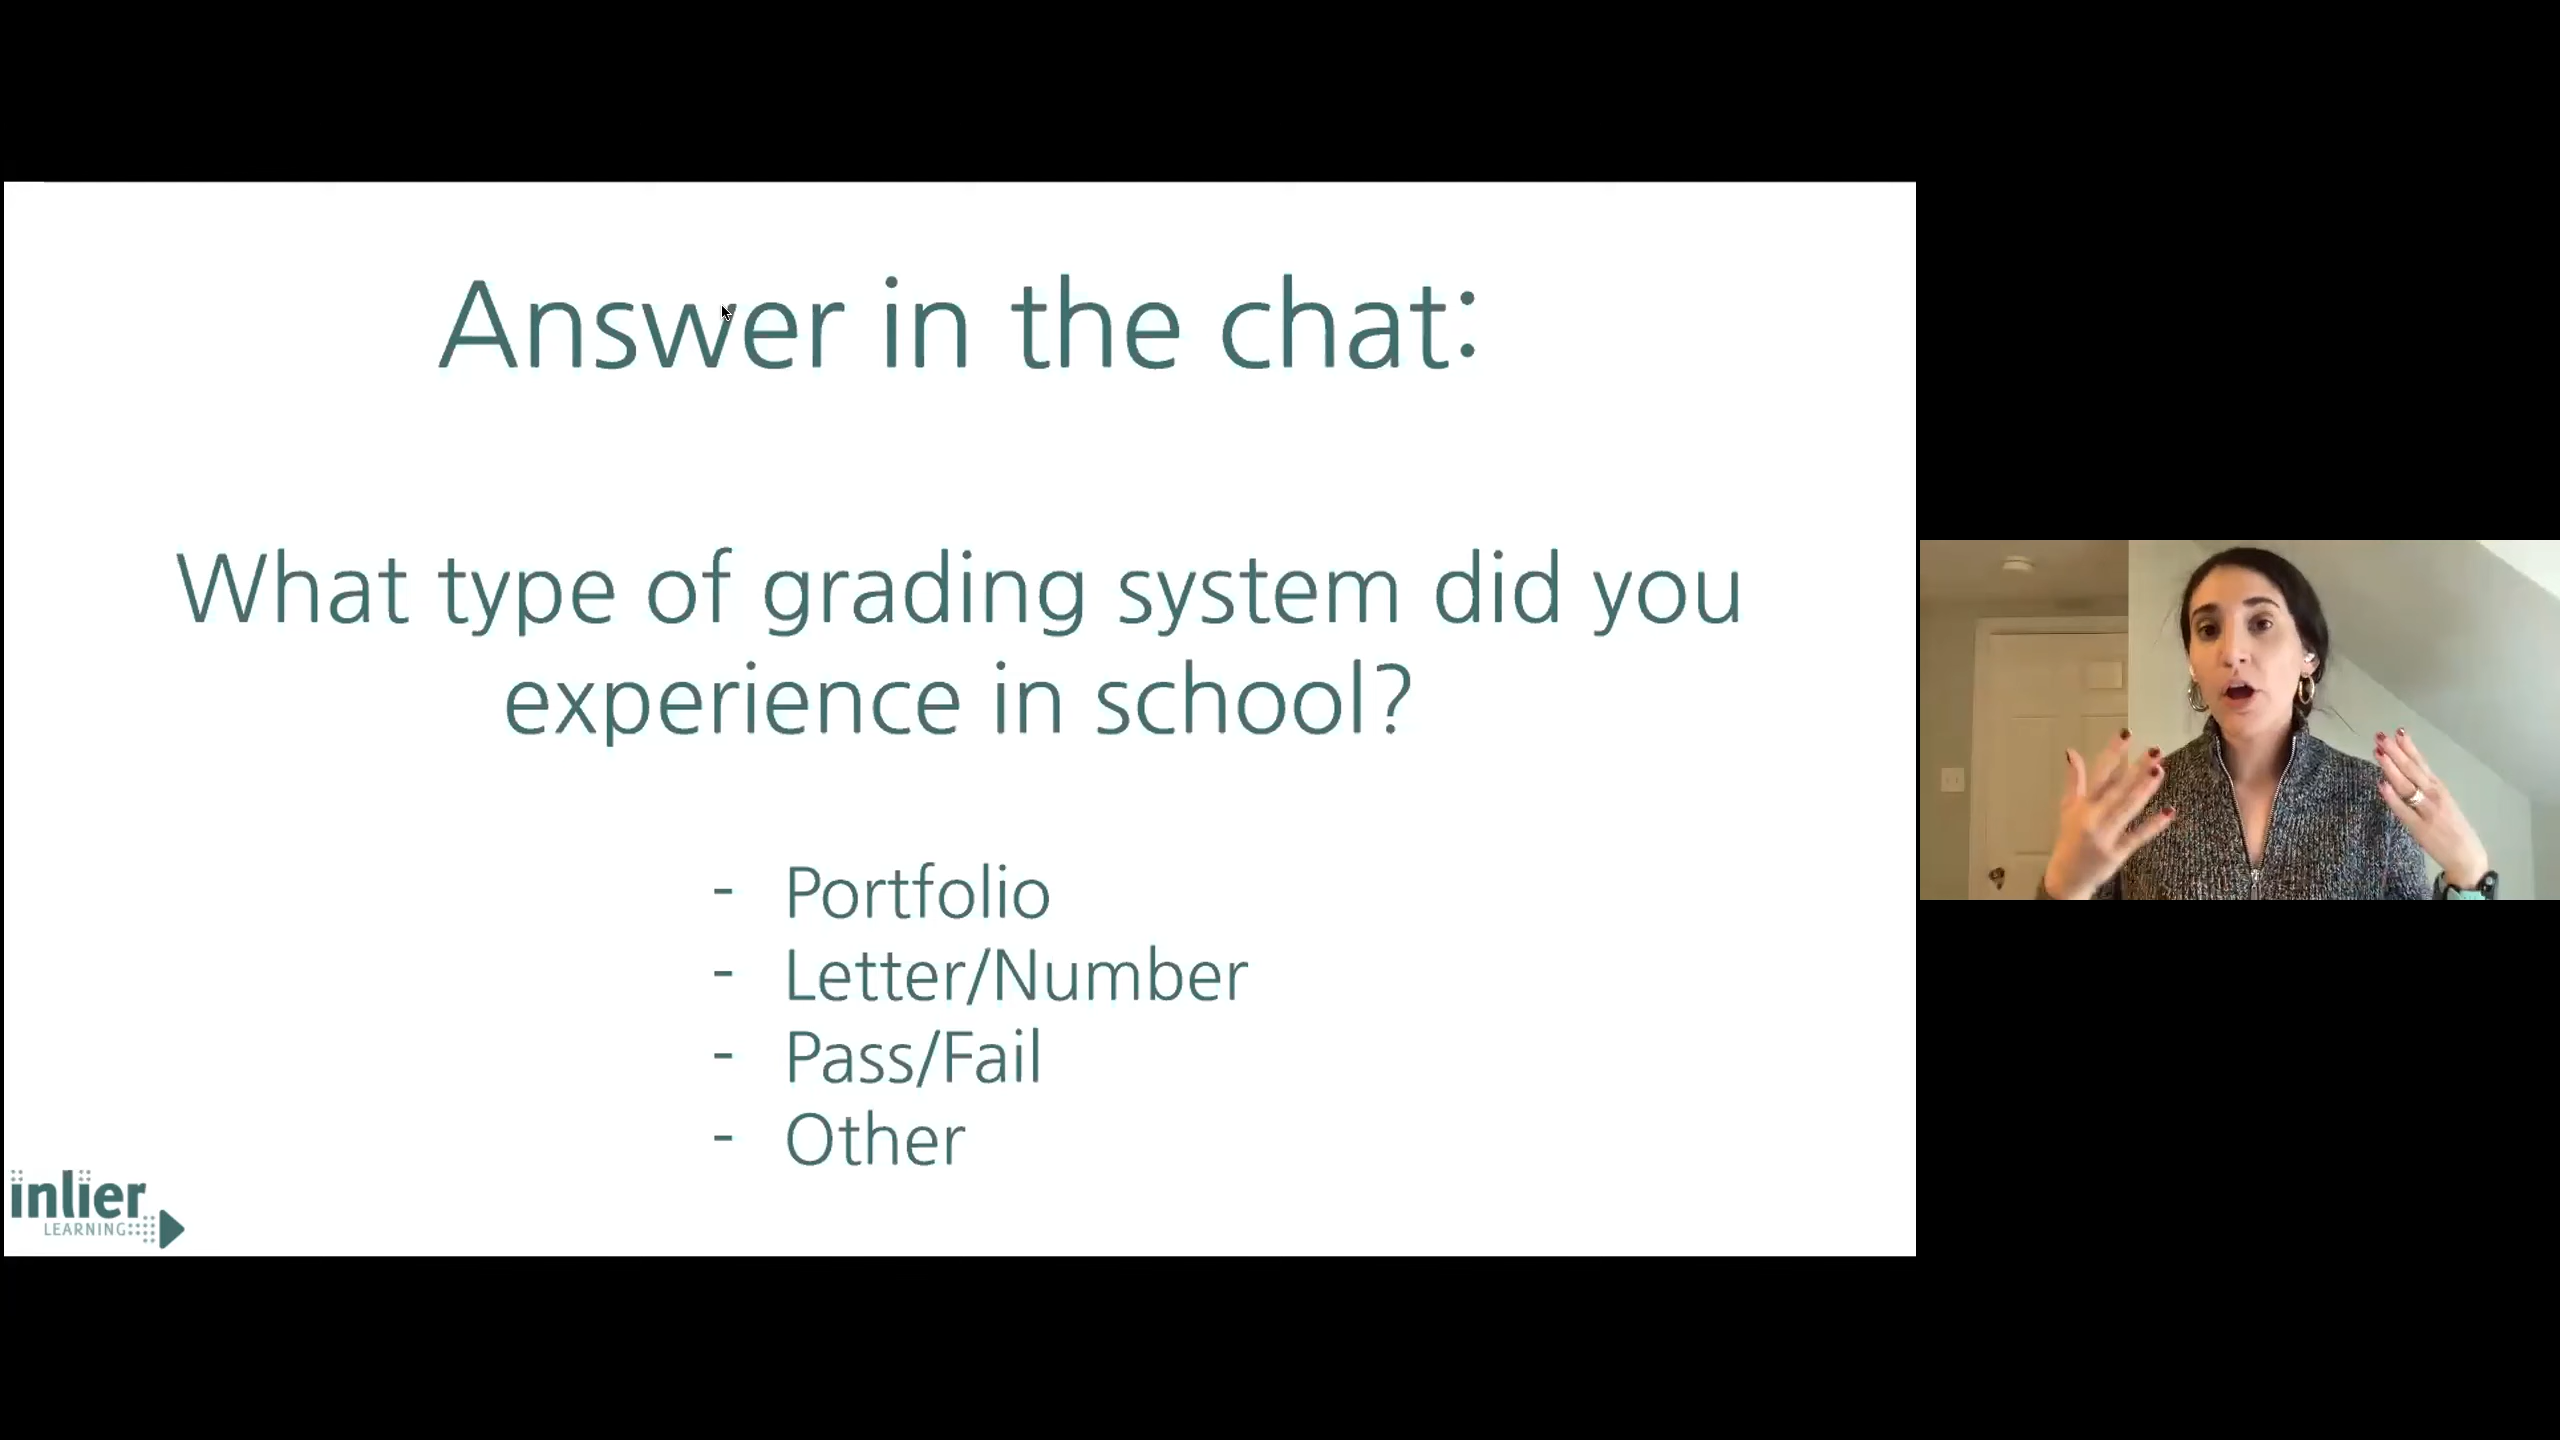 Answer in the chat:
What type of grading system did you
experience in school?
- Portfolio
- Letter/Number
- Pass/Fail
- Other
inlier
LEARNING